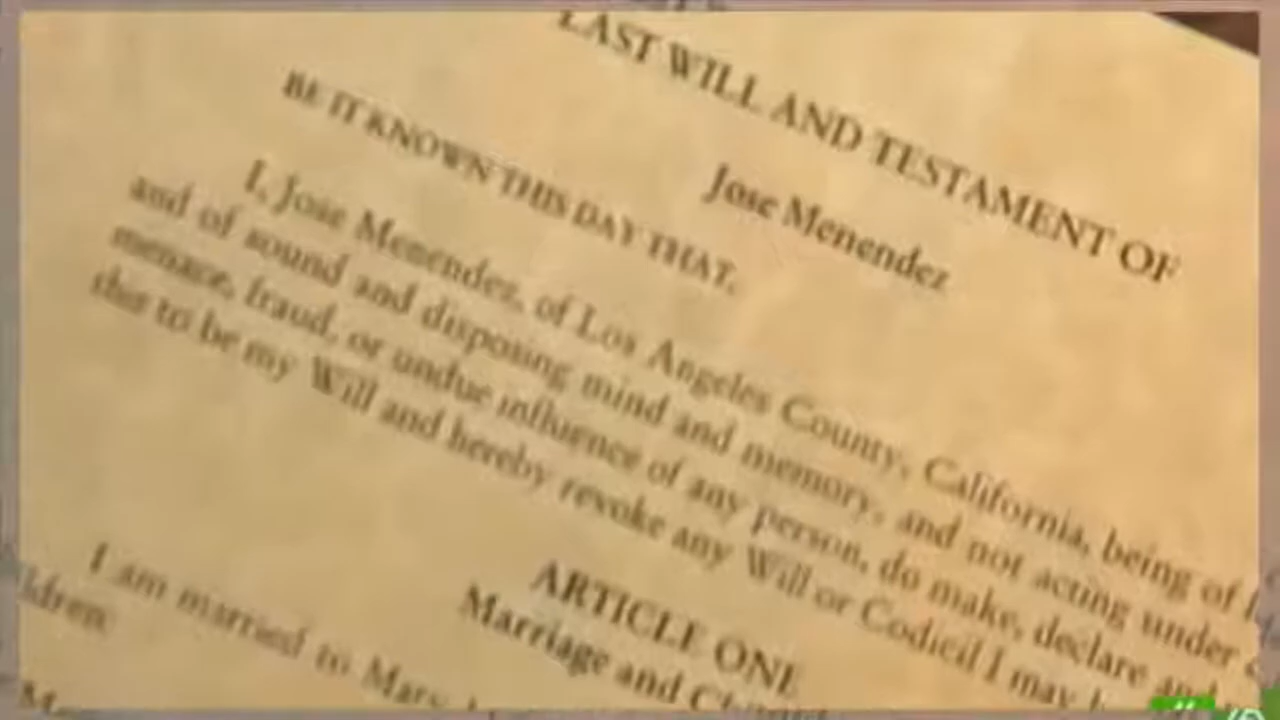 LAST WILL AND TESTAMENT OF
Jose Menendez
BE IT KNOWN THIS DAY THAT,
I, Jose Menendez, of Los Angeles County, California, being of
and of sound and disposing mind and memory, and not acting under
menace, fraud, or undue influence of any person, do make, declare and
this to be my Will and hereby revoke any Will or Codicil I may
ARTICLE ONE
Marriage and
I am married to Mary